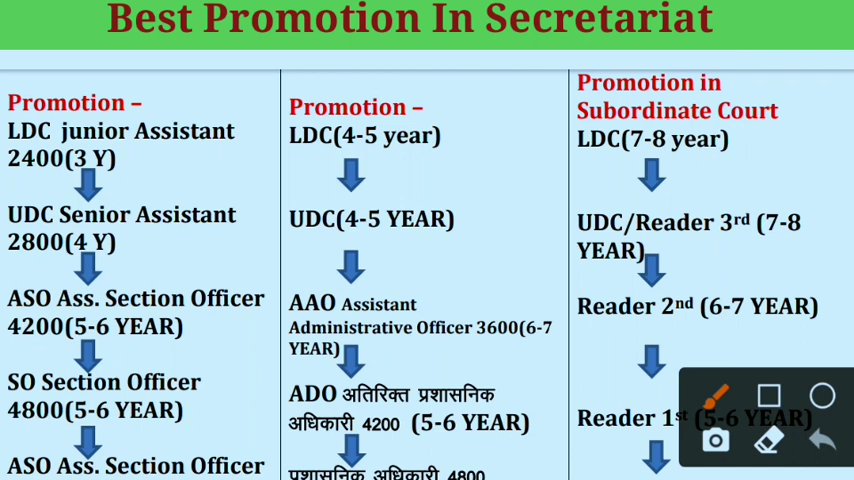 Best Promotion In Secretariat
Promotion –
LDC junior Assistant
2400(3 Y)
UDC Senior Assistant
2800(4 Y)
ASO Ass. Section Officer
4200(5-6 YEAR)
SO Section Officer
4800(5-6 YEAR)
ASO Ass. Section Officer
Promotion –
LDC(4-5 year)
UDC(4-5 YEAR)
AAO Assistant
Administrative Officer 3600(6-7
YEAR)
ADO अतिरिक्त प्रशासनिक
अधिकारी 4200 (5-6 YEAR)
प्रशासनिक अधिकारी 4800
Promotion in
Subordinate Court
LDC(7-8 year)
UDC/Reader 3rd (7-8
YEAR)
Reader 2nd (6-7 YEAR)
Reader 1st (5-6 YEAR)